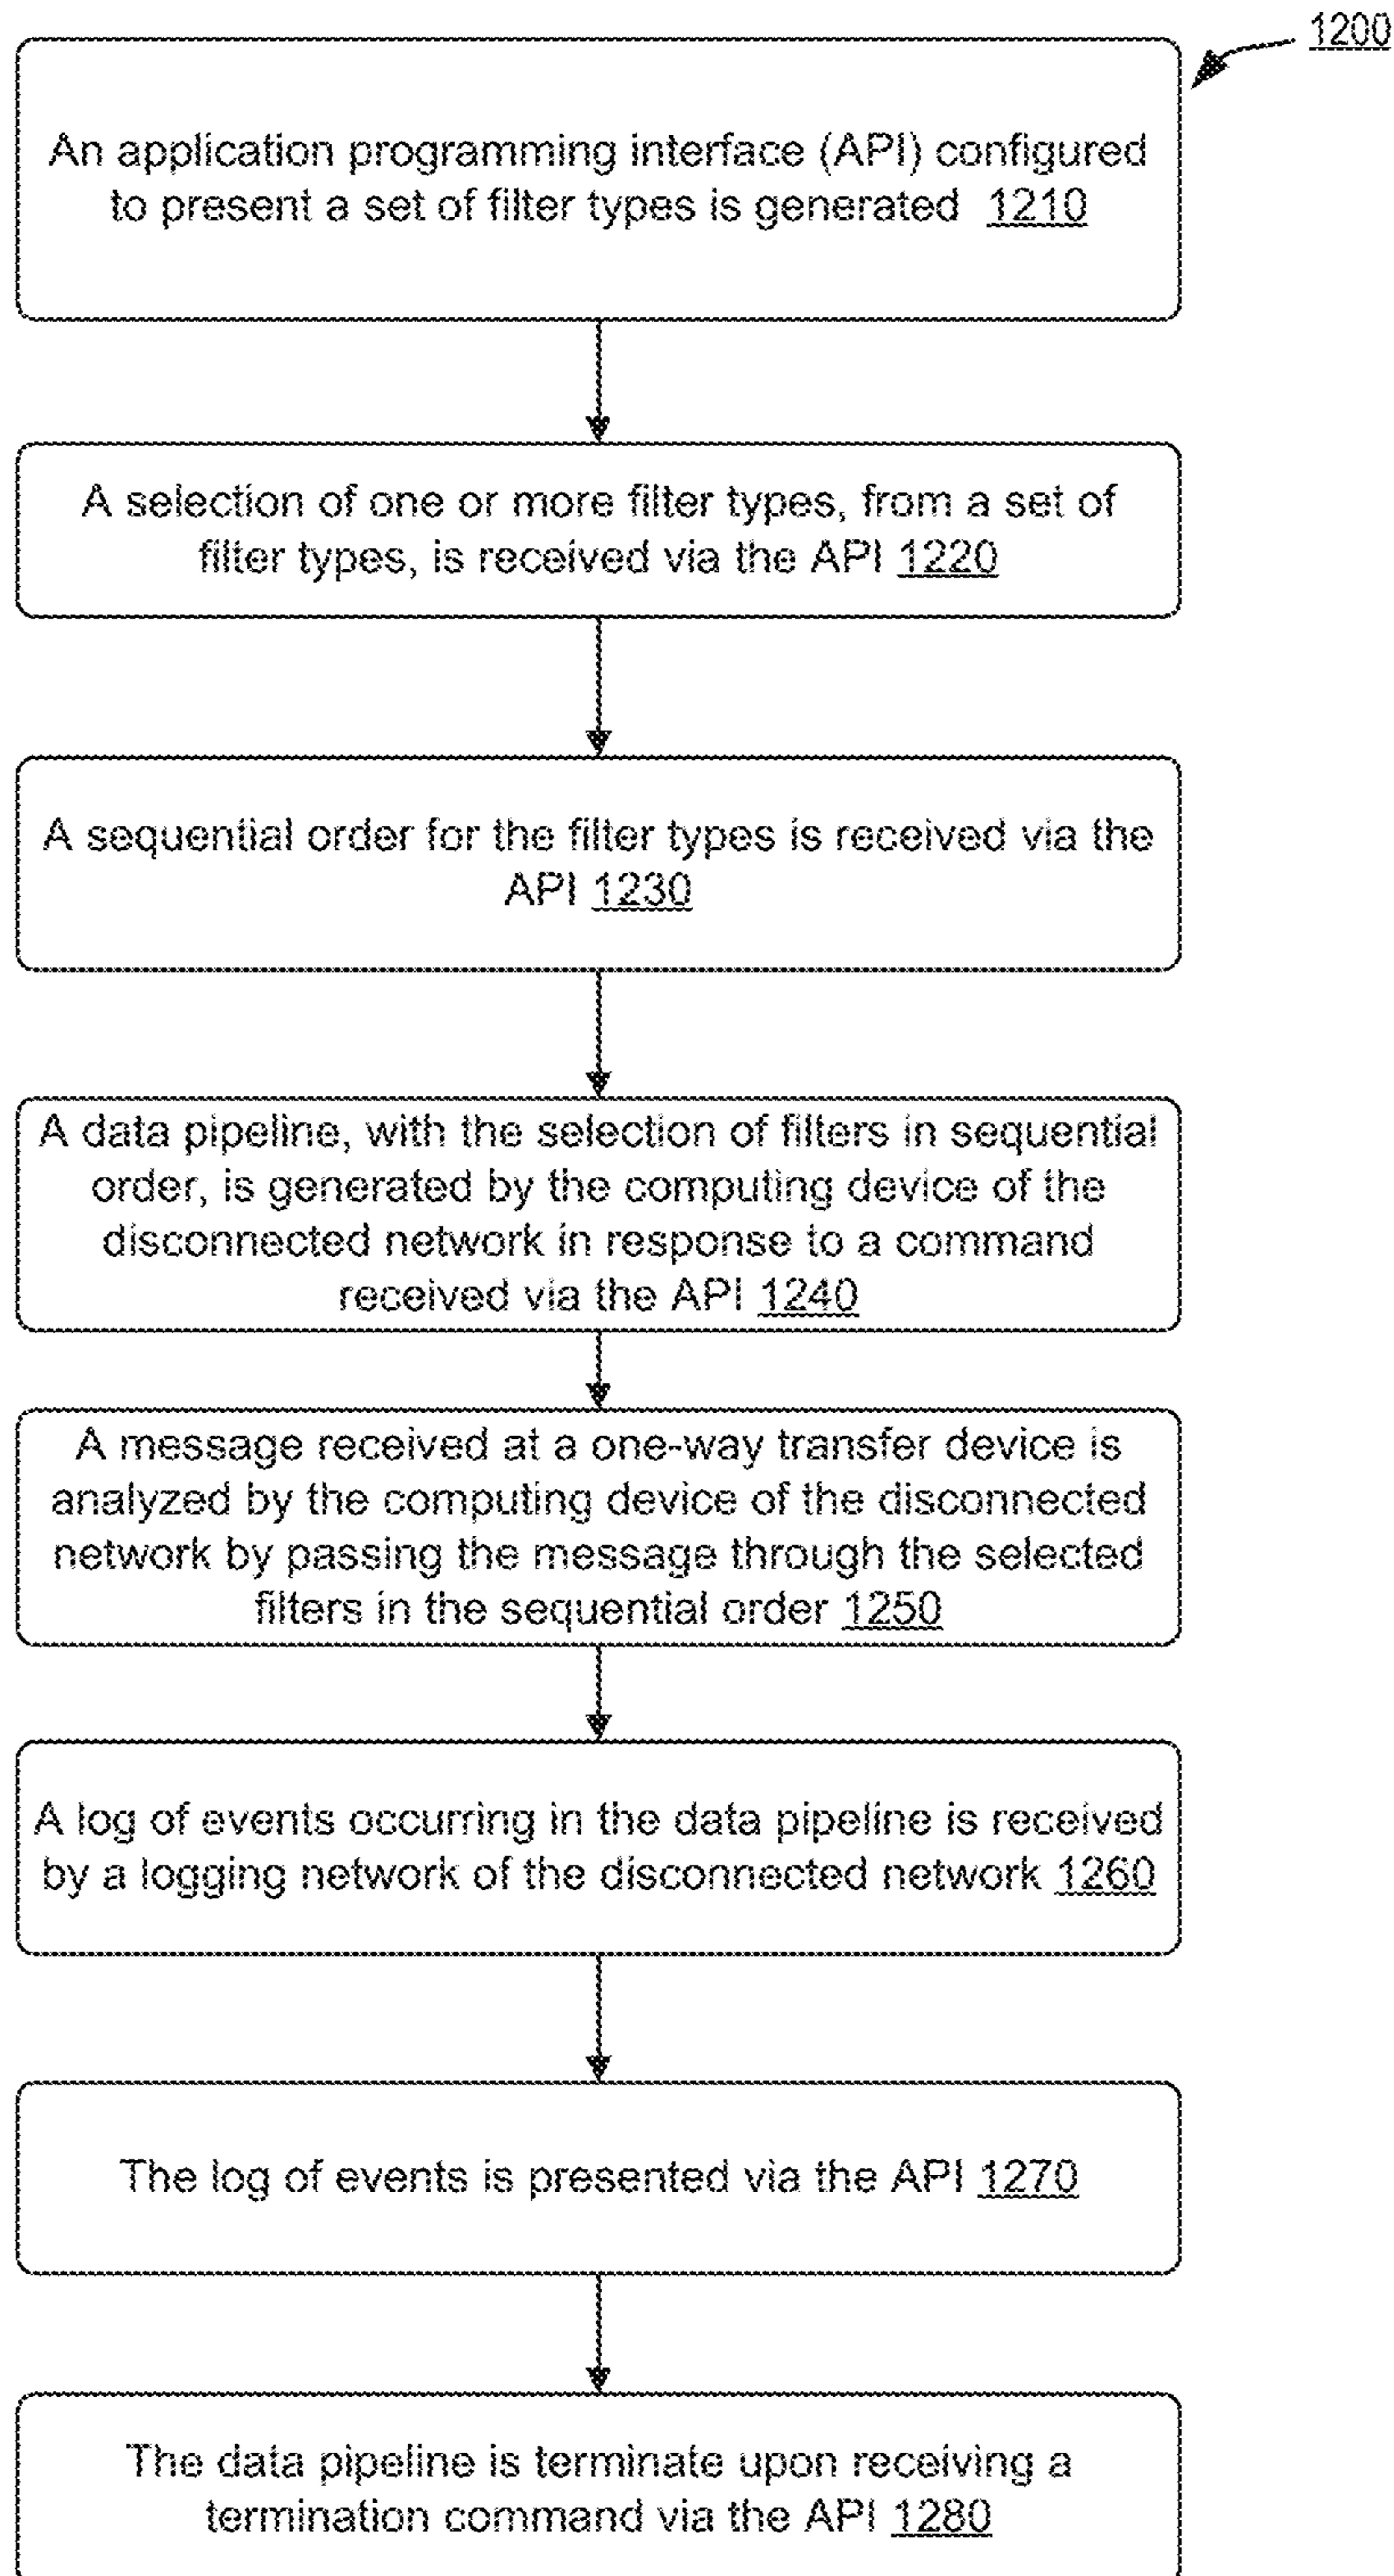 1200
An application programming interface (API) configured
to present a set of filter types is generated 1210
A selection of one or more filter types, from a set of
filter types, is received via the API 1220
A sequential order for the filter types is received via the
API 1230
A data pipeline, with the selection of filters in sequential
order, is generated by the computing device of the
disconnected network in response to a command
received via the API 1240
A message received at a one-way transfer device is
analyzed by the computing device of the disconnected
network by passing the message through the selected
filters in the sequential order 1250
A log of events occurring in the data pipeline is received
by a logging network of the disconnected network 1260
The log of events is presented via the API 1270
The data pipeline is terminate upon receiving a
termination command via the API 1280